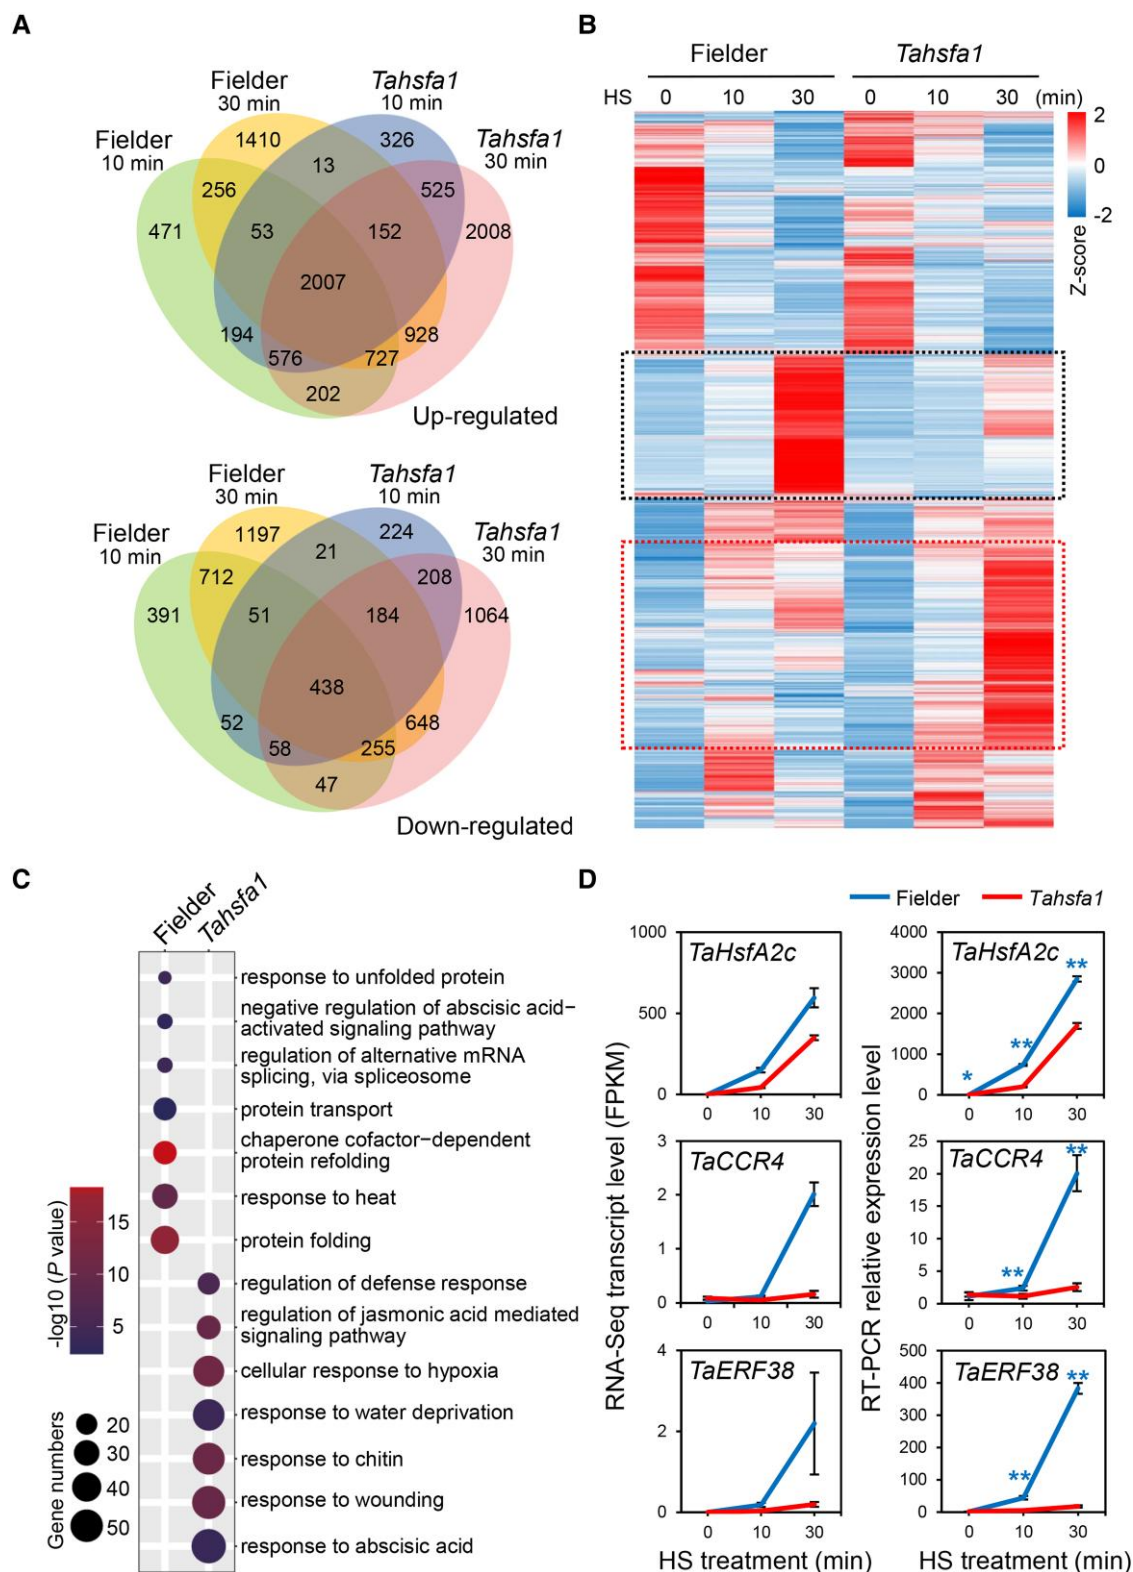 A
Fielder
30 min
Tahsfa1
10 min
Fielder
10 min
Tahsfa1
30 min
1410
326
13
256
525
471
53
152
2008
2007
194
928
576
727
202
Up-regulated
Fielder
30 min
Tahsfa1
10 min
Fielder
10 min
Tahsfa1
30 min
1197
224
21
712
208
391
51
184
1064
438
52
648
58
255
47
Down-regulated
B
Fielder
Tahsfa1
HS 0 10 30 0 10 30 (min)
2
0
-2
Z-score
C
Fielder
Tahsfa1
response to unfolded protein
negative regulation of abscisic acid−
activated signaling pathway
regulation of alternative mRNA
splicing, via spliceosome
protein transport
chaperone cofactor−dependent
protein refolding
response to heat
protein folding
regulation of defense response
regulation of jasmonic acid mediated
signaling pathway
cellular response to hypoxia
response to water deprivation
response to chitin
response to wounding
response to abscisic acid
-log10 (P value)
15
10
5
Gene numbers
20
30
40
50
D
Fielder Tahsfa1
RNA-Seq transcript level (FPKM)
1000
500
0
TaHsfA2c
0 10 30
3
2
1
0
TaCCR4
0 10 30
4
2
0
TaERF38
0 10 30
HS treatment (min)
RT-PCR relative expression level
4000
3000
2000
1000
0
TaHsfA2c
*
**
**
0 10 30
25
20
15
10
5
0
TaCCR4
**
**
0 10 30
500
400
300
200
100
0
TaERF38
**
**
0 10 30
HS treatment (min)